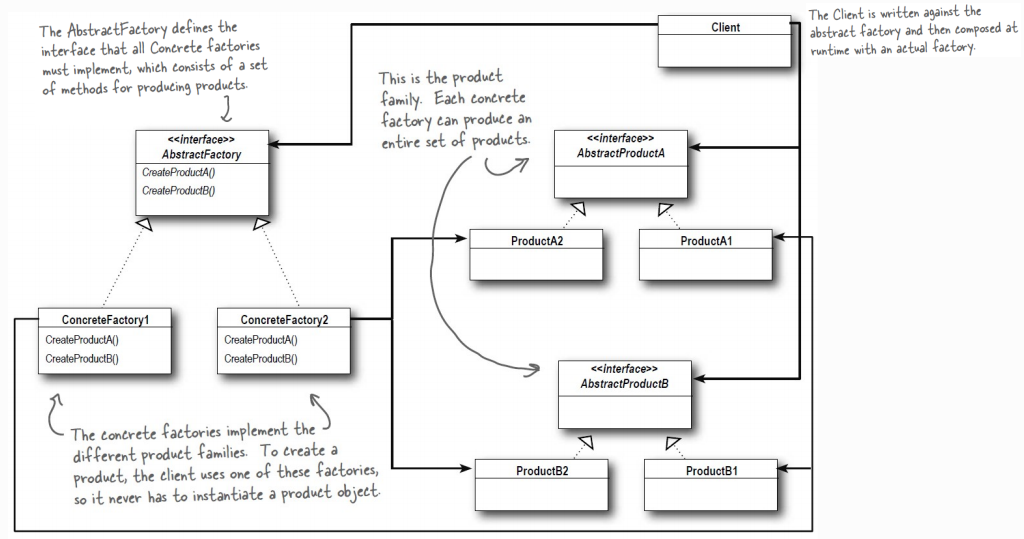 The AbstractFactory defines the
interface that all Concrete factories
must implement, which consists of a set
of methods for producing products.
Client
The Client is written against the
abstract factory and then composed at
runtime with an actual factory.
This is the product
family. Each concrete
factory can produce an
entire set of products.
<<interface>>
AbstractFactory
CreateProductA()
CreateProductB()
<<interface>>
AbstractProductA
ProductA2
ProductA1
ConcreteFactory1
CreateProductA()
CreateProductB()
ConcreteFactory2
CreateProductA()
CreateProductB()
<<interface>>
AbstractProductB
ProductB2
ProductB1
The concrete factories implement the
different product families. To create a
product, the client uses one of these factories,
so it never has to instantiate a product object.